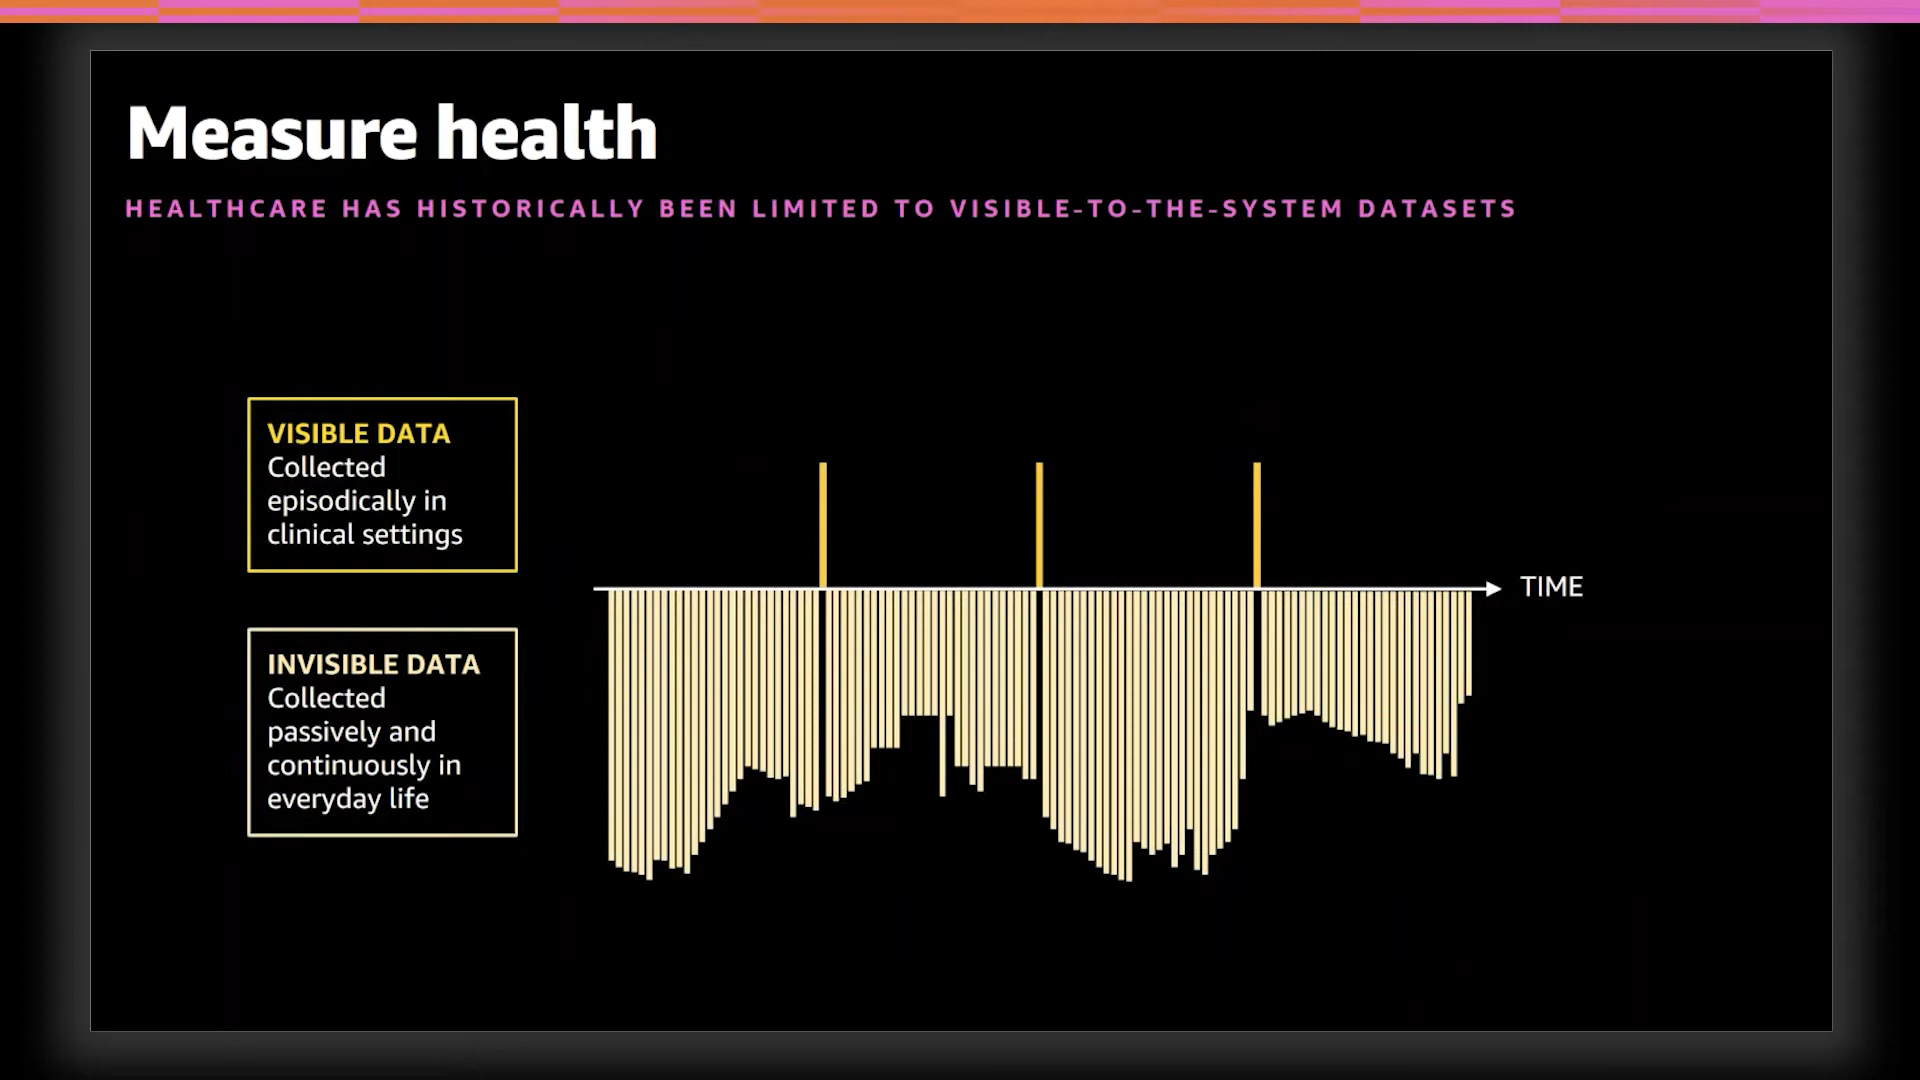 Measure health
HEALTHCARE HAS HISTORICALLY BEEN LIMITED TO VISIBLE-TO-THE-SYSTEM DATASETS
VISIBLE DATA
Collected
episodically in
clinical settings
TIME
INVISIBLE DATA
Collected
passively and
continuously in
everyday life